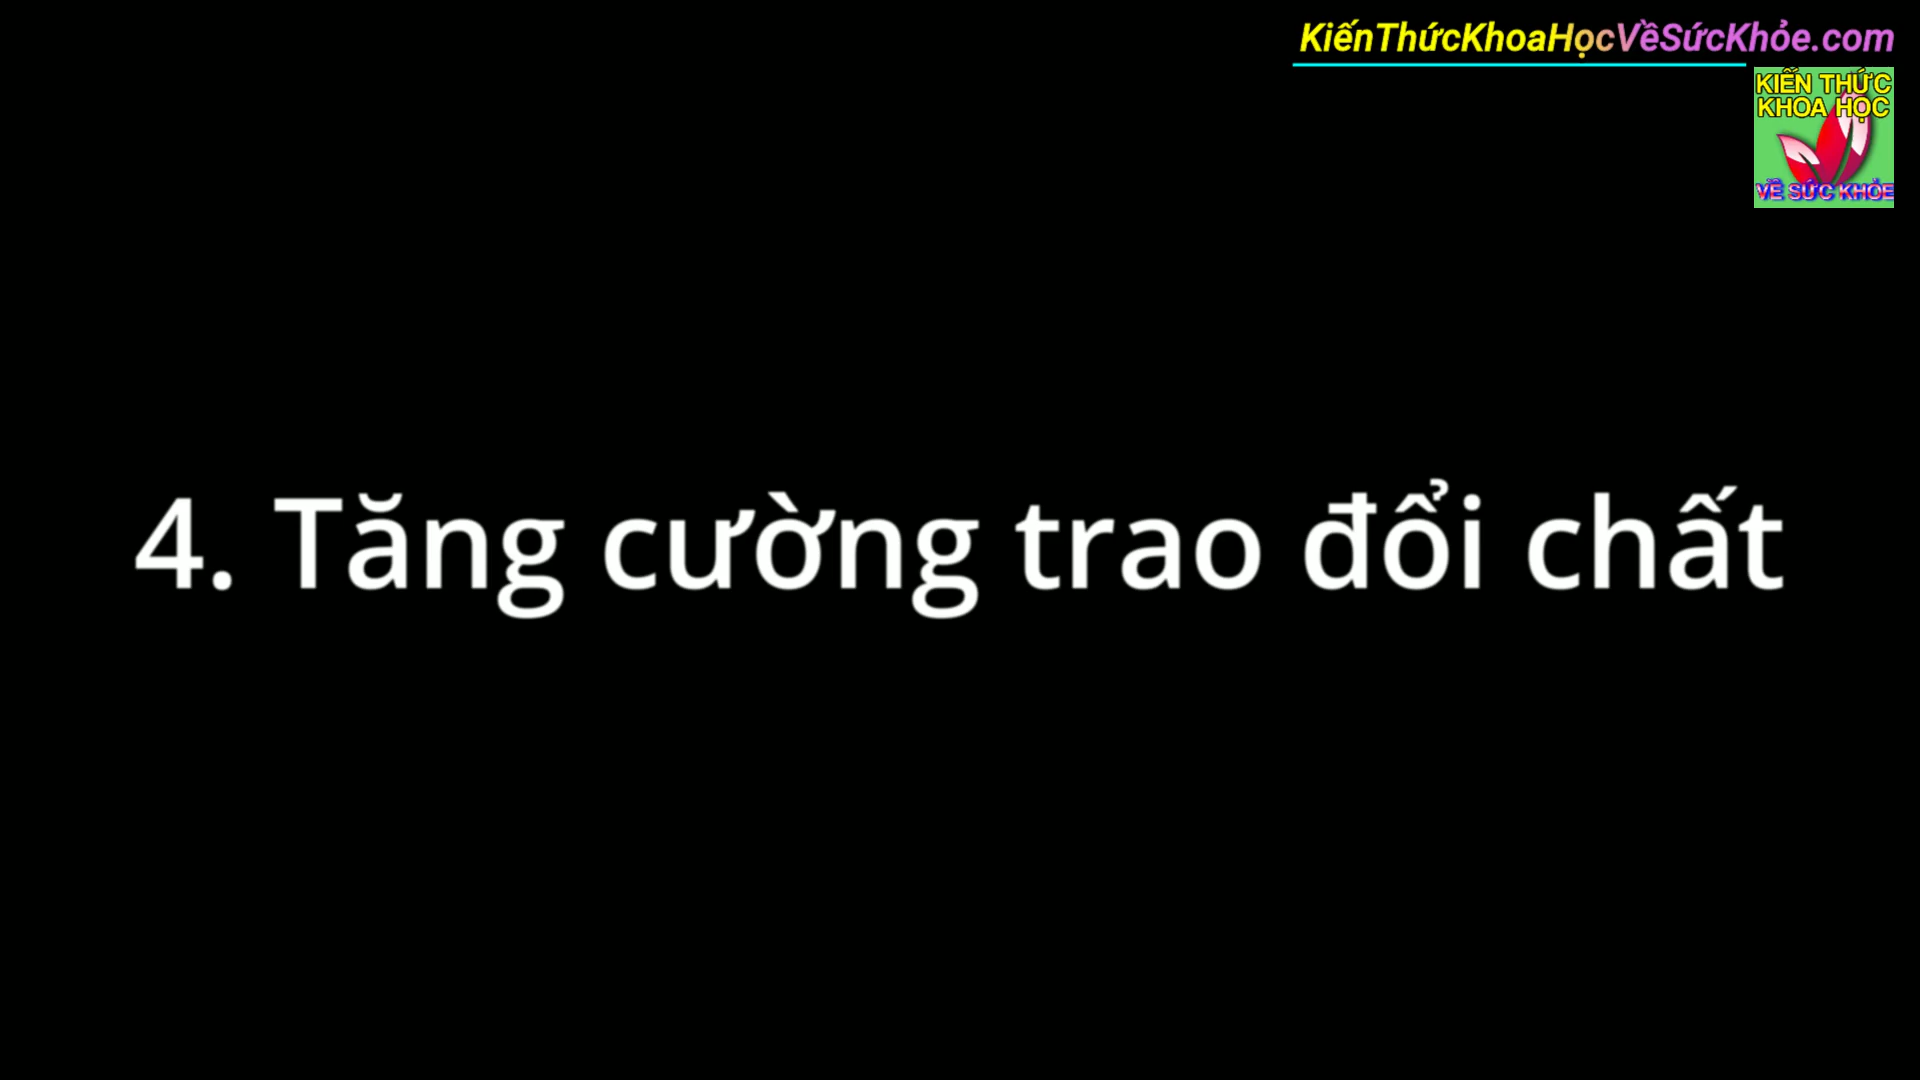 KiếnThứcKhoaHọcVềSứcKhỏe.com
KIẾN THỨC
KHOA HỌC
VỀ SỨC KHỎE
4. Tăng cường trao đổi chất